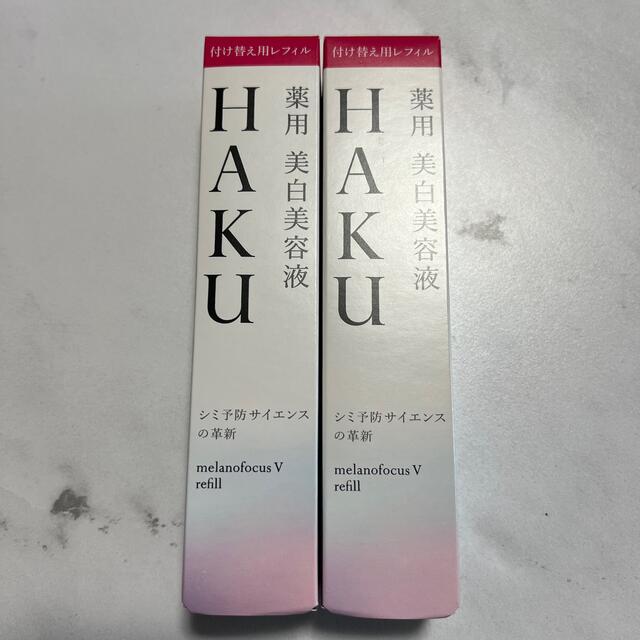 付け替え用レフィル
HAKU
薬用 美白美容液
シミ予防サイエンス
の革新
melanofocus V
refill
付け替え用レフィル
HAKU
薬用 美白美容液
シミ予防サイエンス
の革新
melanofocus V
refill